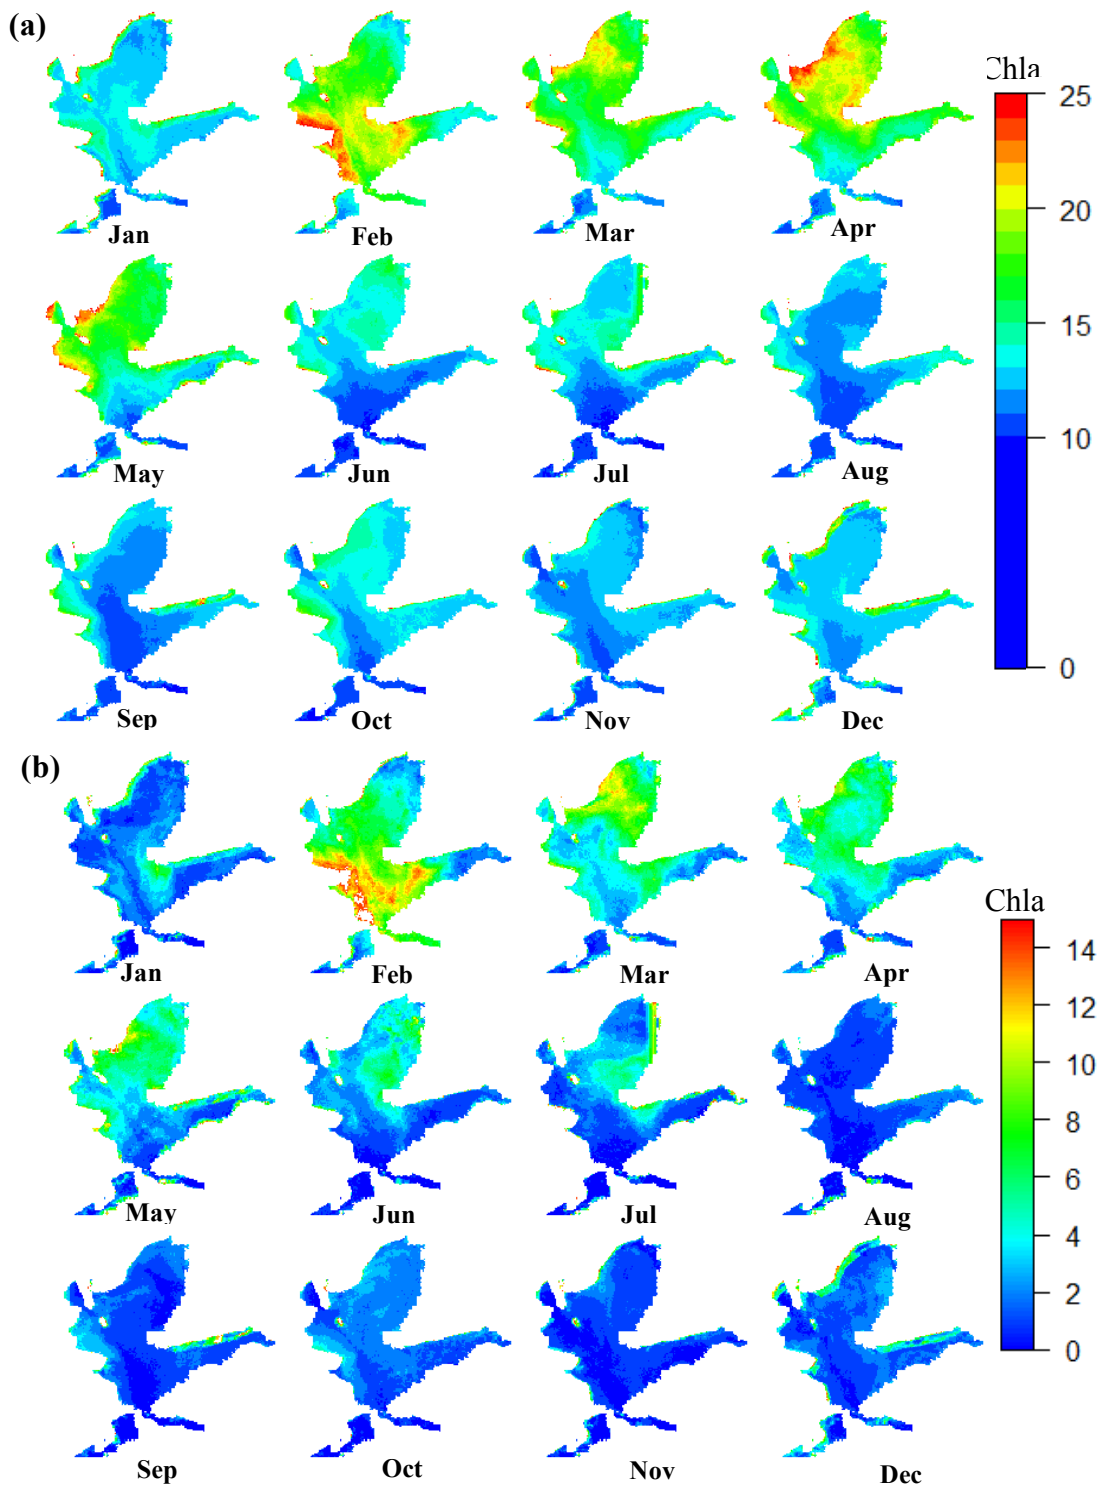 (a)
Chla
25
20
15
10
0
Jan Feb Mar Apr
May Jun Jul Aug
Sep Oct Nov Dec
(b)
Chla
14
12
10
8
6
4
2
0
Jan Feb Mar Apr
May Jun Jul Aug
Sep Oct Nov Dec